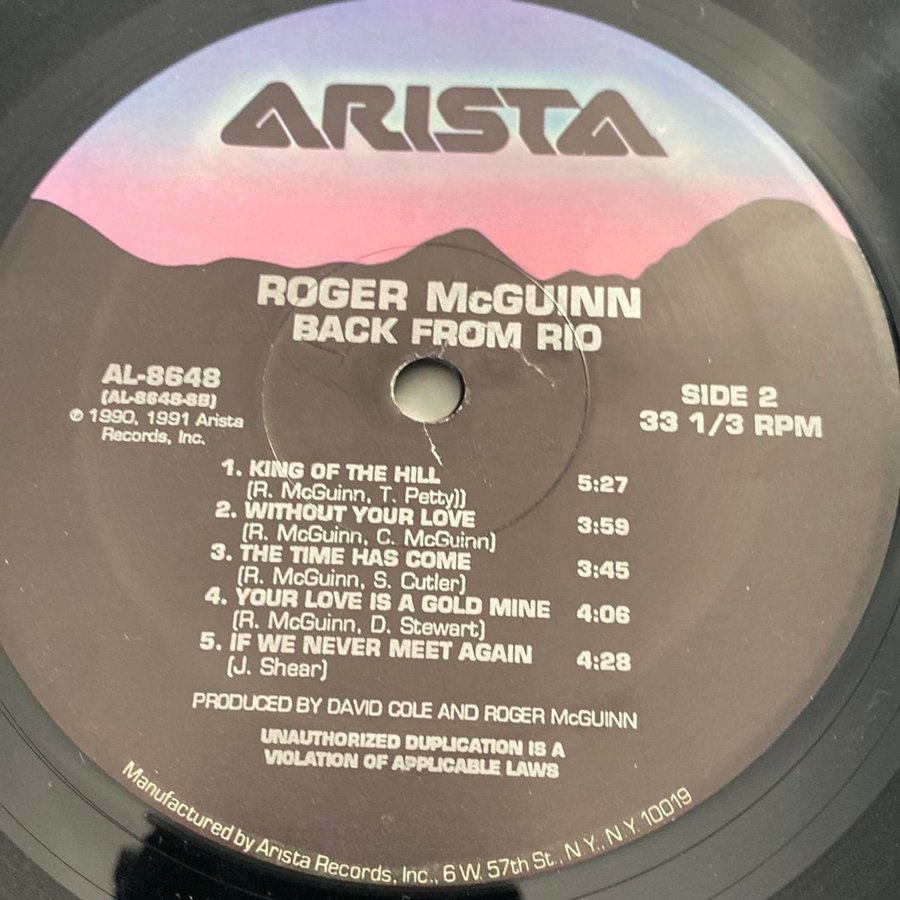 ARISTA
ROGER McGUINN
BACK FROM RIO
AL-8648
(AL-8648-SB)
℗ 1990, 1991 Arista
Records, Inc.
SIDE 2
33 1/3 RPM
1. KING OF THE HILL 5:27
(R. McGuinn, T. Petty))
2. WITHOUT YOUR LOVE 3:59
(R. McGuinn, C. McGuinn)
3. THE TIME HAS COME 3:45
(R. McGuinn, S. Cutler)
4. YOUR LOVE IS A GOLD MINE 4:06
(R. McGuinn, D. Stewart)
5. IF WE NEVER MEET AGAIN 4:28
(J. Shear)
PRODUCED BY DAVID COLE AND ROGER McGUINN
UNAUTHORIZED DUPLICATION IS A
VIOLATION OF APPLICABLE LAWS
Manufactured by Arista Records, Inc., 6 W. 57th St., N.Y., N.Y. 10019